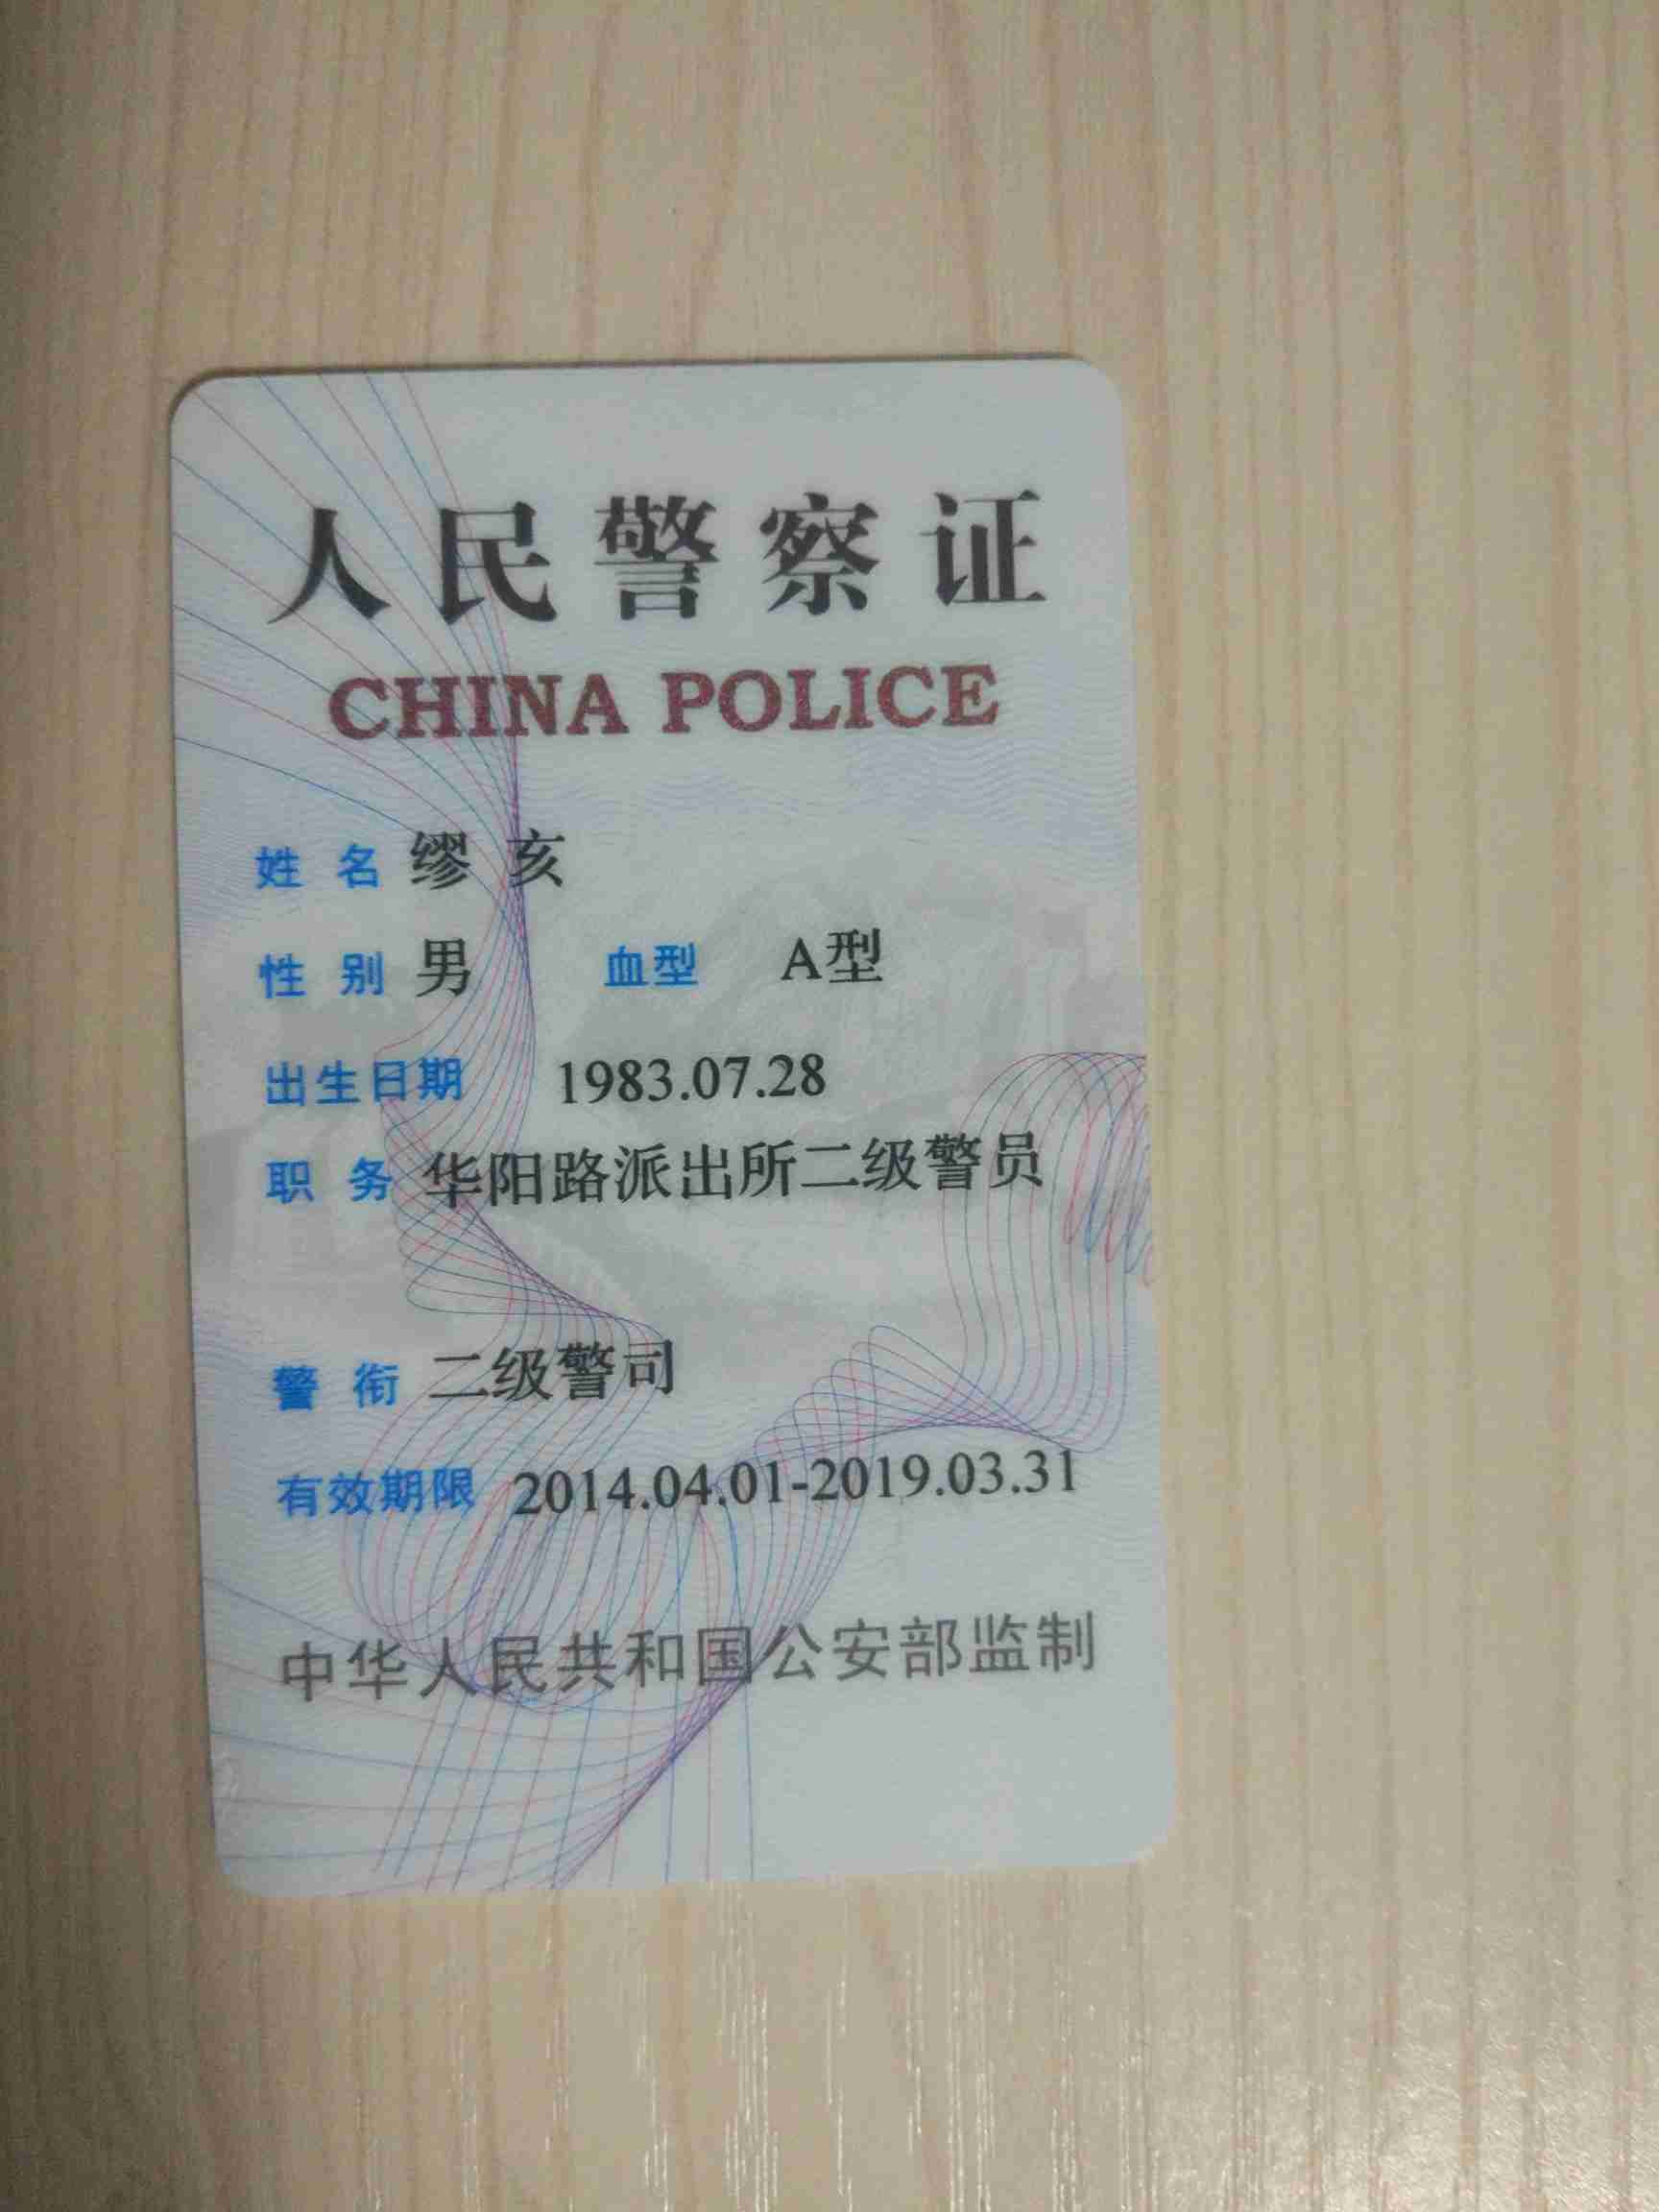 人民警察证
CHINA POLICE
姓名 缪亥
性别 男 血型 A型
出生日期 1983.07.28
职务 华阳路派出所二级警员
警衔 二级警司
有效期限 2014.04.01-2019.03.31
中华人民共和国公安部监制